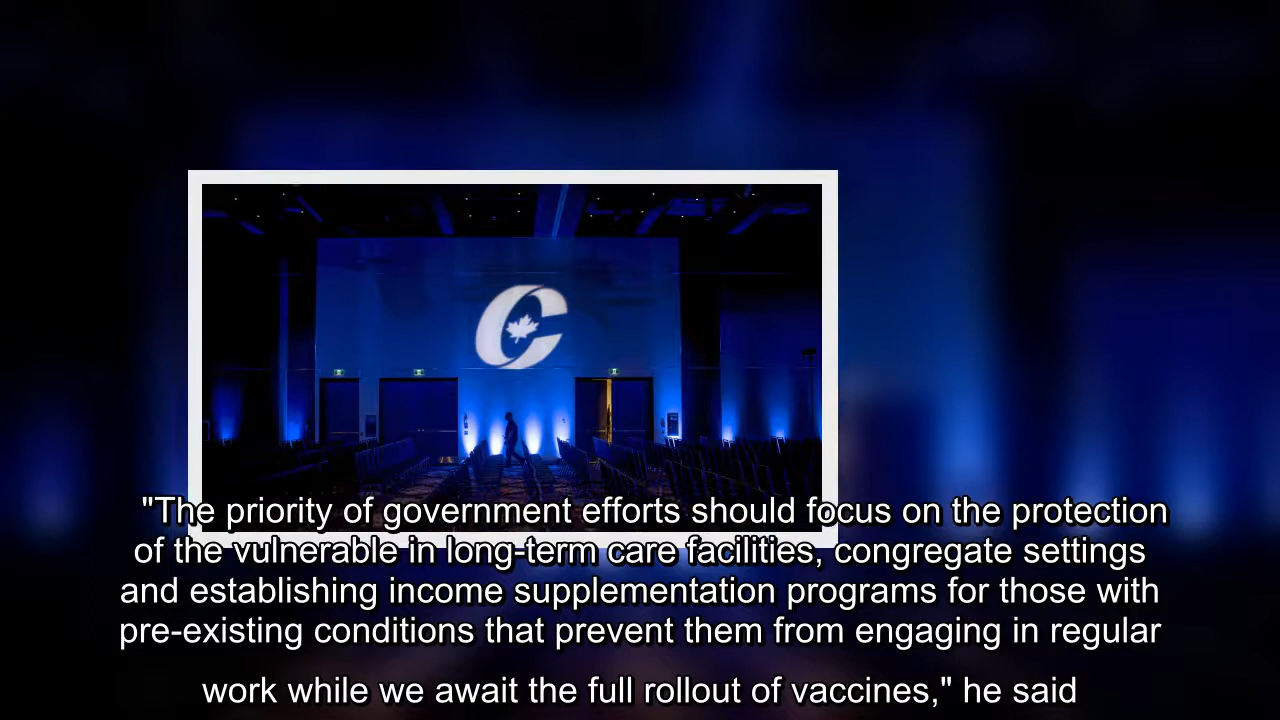 "The priority of government efforts should focus on the protection
of the vulnerable in long-term care facilities, congregate settings
and establishing income supplementation programs for those with
pre-existing conditions that prevent them from engaging in regular
work while we await the full rollout of vaccines," he said